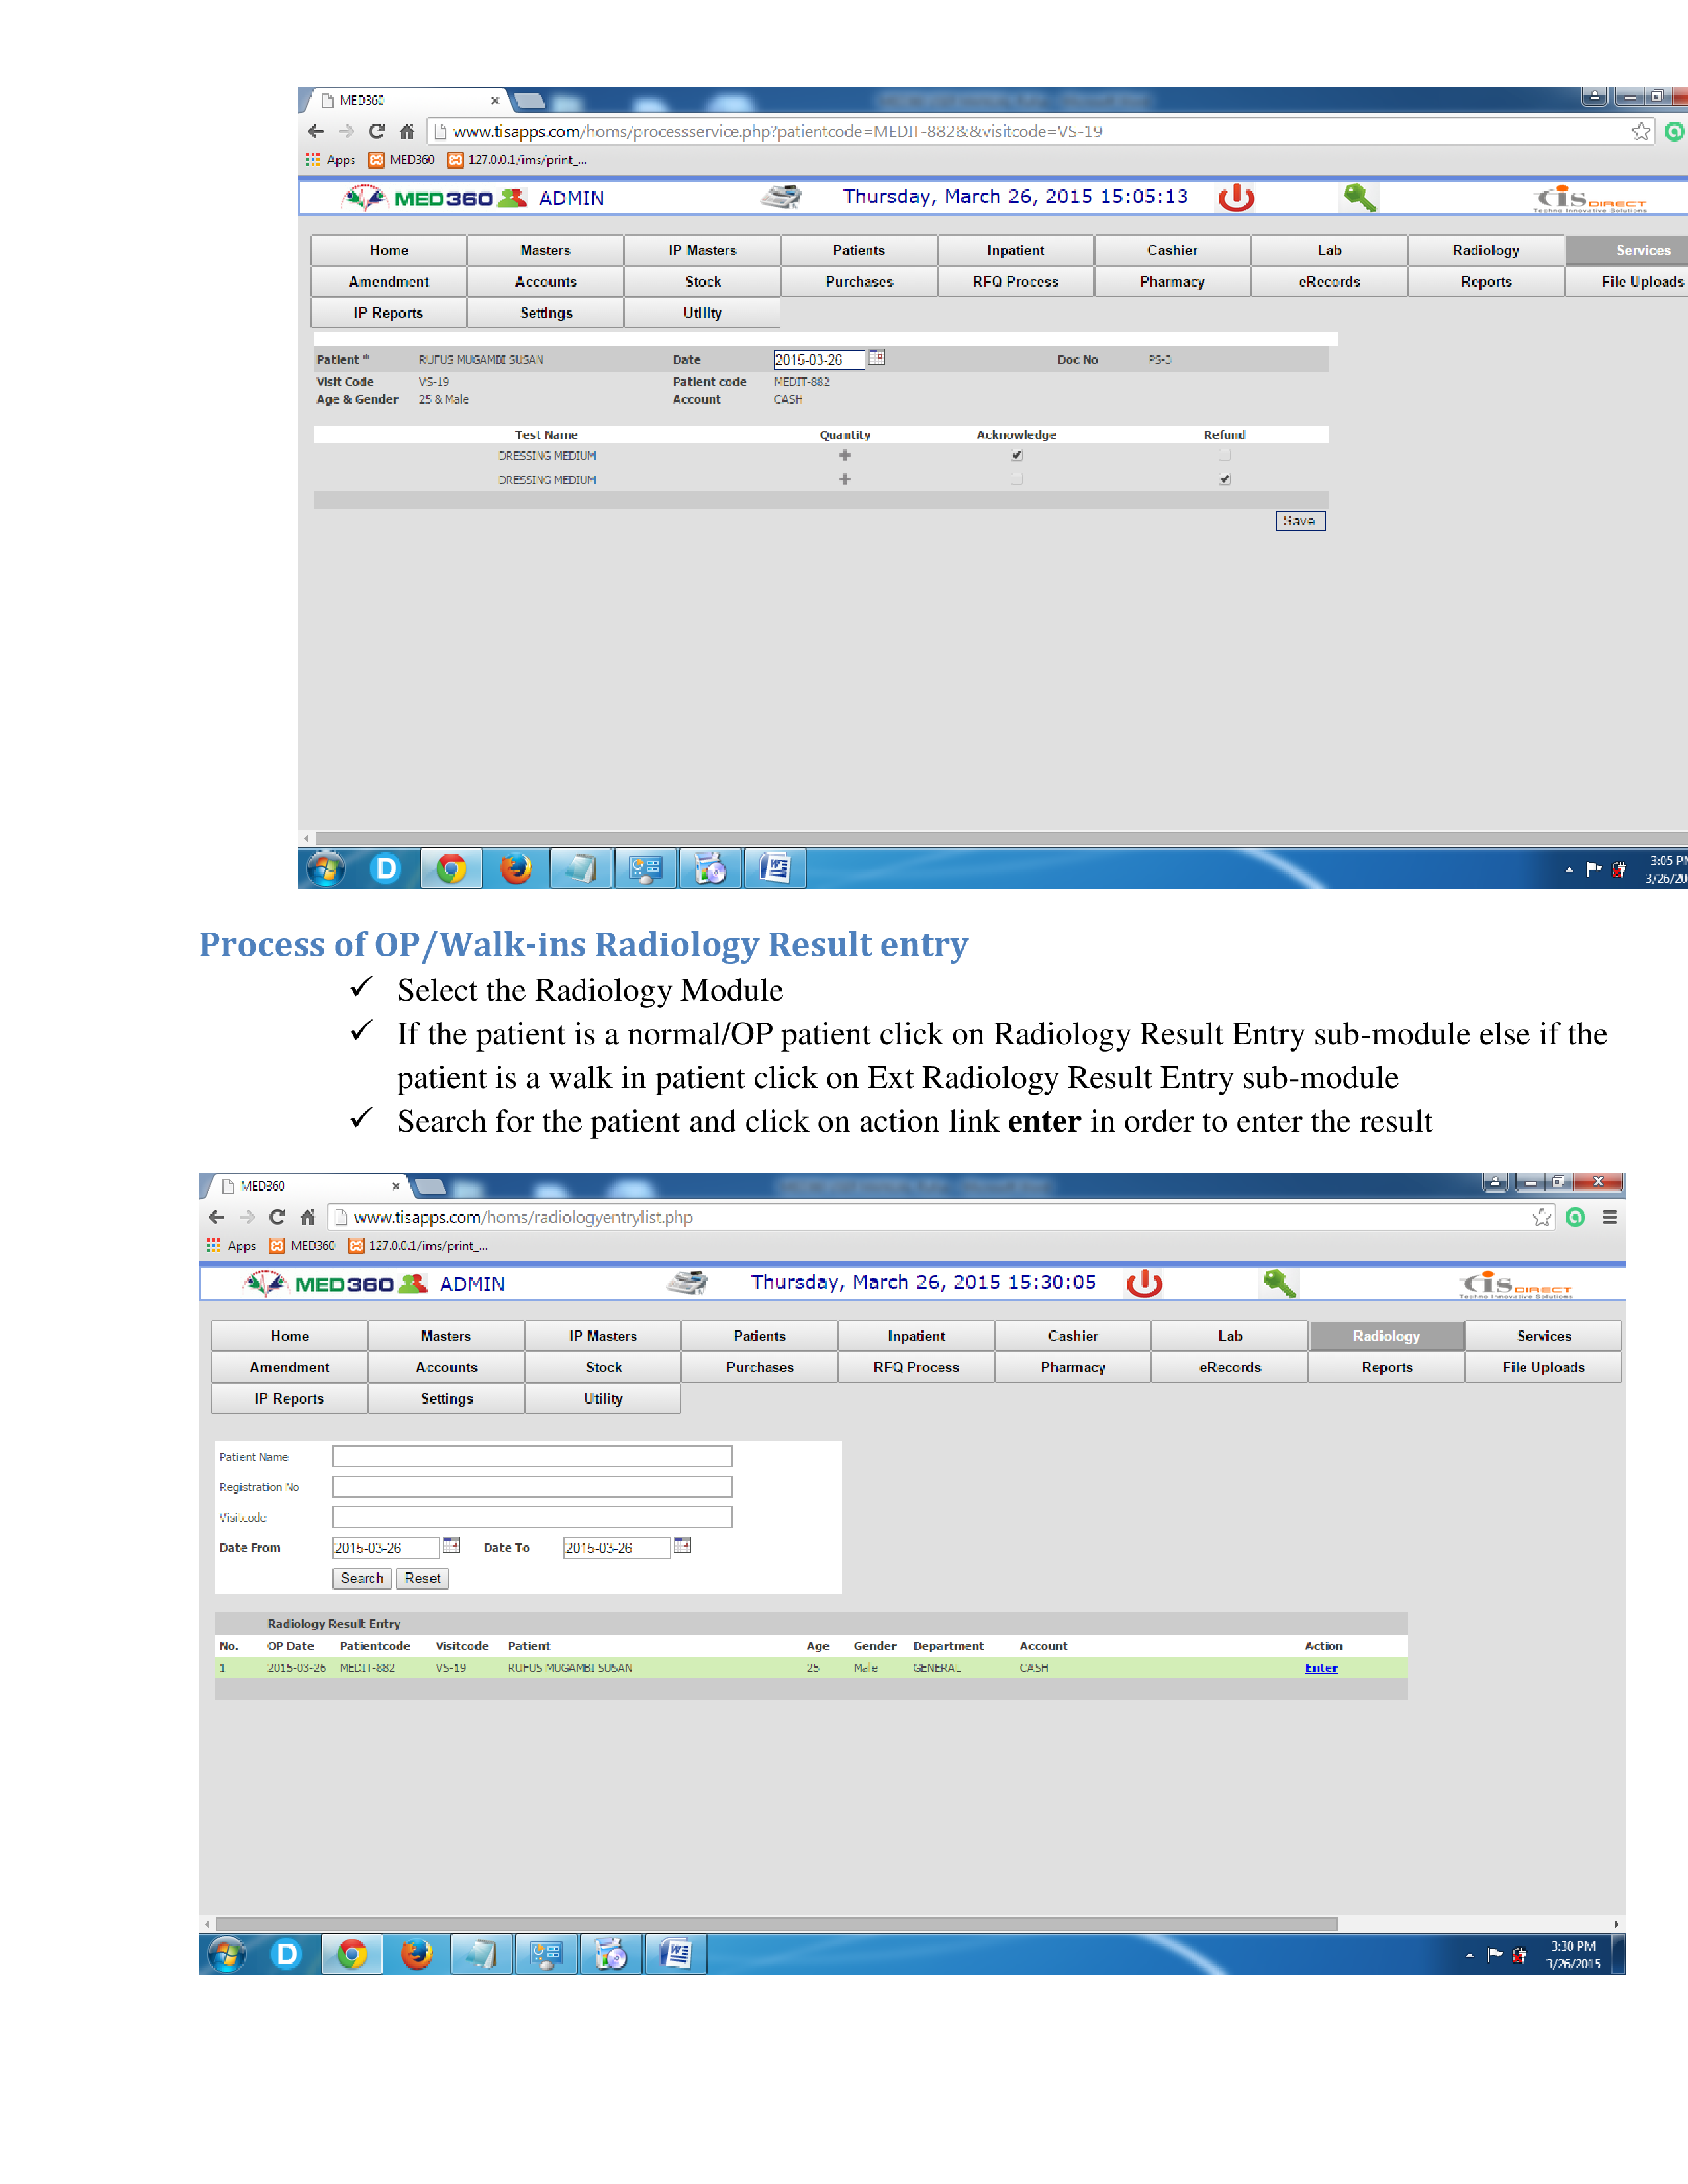 MED360
www.tisapps.com/homs/processservice.php?patientcode=MEDIT-882&&visitcode=VS-19
Apps MED360 127.0.0.1/ims/print_...
MED360 ADMIN Thursday, March 26, 2015 15:05:13 TiS DIRECT
Techno Innovative Solutions
Home Masters IP Masters Patients Inpatient Cashier Lab Radiology Services
Amendment Accounts Stock Purchases RFQ Process Pharmacy eRecords Reports File Uploads
IP Reports Settings Utility
Patient * RUFUS MUGAMBI SUSAN Date 2015-03-26 Doc No PS-3
Visit Code VS-19 Patient code MEDIT-882
Age & Gender 25 & Male Account CASH
Test Name Quantity Acknowledge Refund
DRESSING MEDIUM
DRESSING MEDIUM
Save
3:05 PM
3/26/20
Process of OP/Walk-ins Radiology Result entry
✓ Select the Radiology Module
✓ If the patient is a normal/OP patient click on Radiology Result Entry sub-module else if the
patient is a walk in patient click on Ext Radiology Result Entry sub-module
✓ Search for the patient and click on action link enter in order to enter the result
MED360
www.tisapps.com/homs/radiologyentrylist.php
Apps MED360 127.0.0.1/ims/print_...
MED360 ADMIN Thursday, March 26, 2015 15:30:05 TiS DIRECT
Techno Innovative Solutions
Home Masters IP Masters Patients Inpatient Cashier Lab Radiology Services
Amendment Accounts Stock Purchases RFQ Process Pharmacy eRecords Reports File Uploads
IP Reports Settings Utility
Patient Name
Registration No
Visitcode
Date From 2015-03-26 Date To 2015-03-26
Search Reset
Radiology Result Entry
No. OP Date Patientcode Visitcode Patient Age Gender Department Account Action
1 2015-03-26 MEDIT-882 VS-19 RUFUS MUGAMBI SUSAN 25 Male GENERAL CASH Enter
3:30 PM
3/26/2015